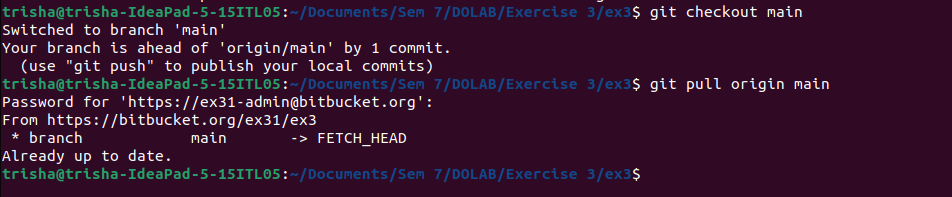 trisha@trisha-IdeaPad-5-15ITL05:~/Documents/Sem 7/DOLAB/Exercise 3/ex3$ git checkout main
Switched to branch 'main'
Your branch is ahead of 'origin/main' by 1 commit.
  (use "git push" to publish your local commits)
trisha@trisha-IdeaPad-5-15ITL05:~/Documents/Sem 7/DOLAB/Exercise 3/ex3$ git pull origin main
Password for 'https://ex31-admin@bitbucket.org':
From https://bitbucket.org/ex31/ex3
 * branch            main       -> FETCH_HEAD
Already up to date.
trisha@trisha-IdeaPad-5-15ITL05:~/Documents/Sem 7/DOLAB/Exercise 3/ex3$